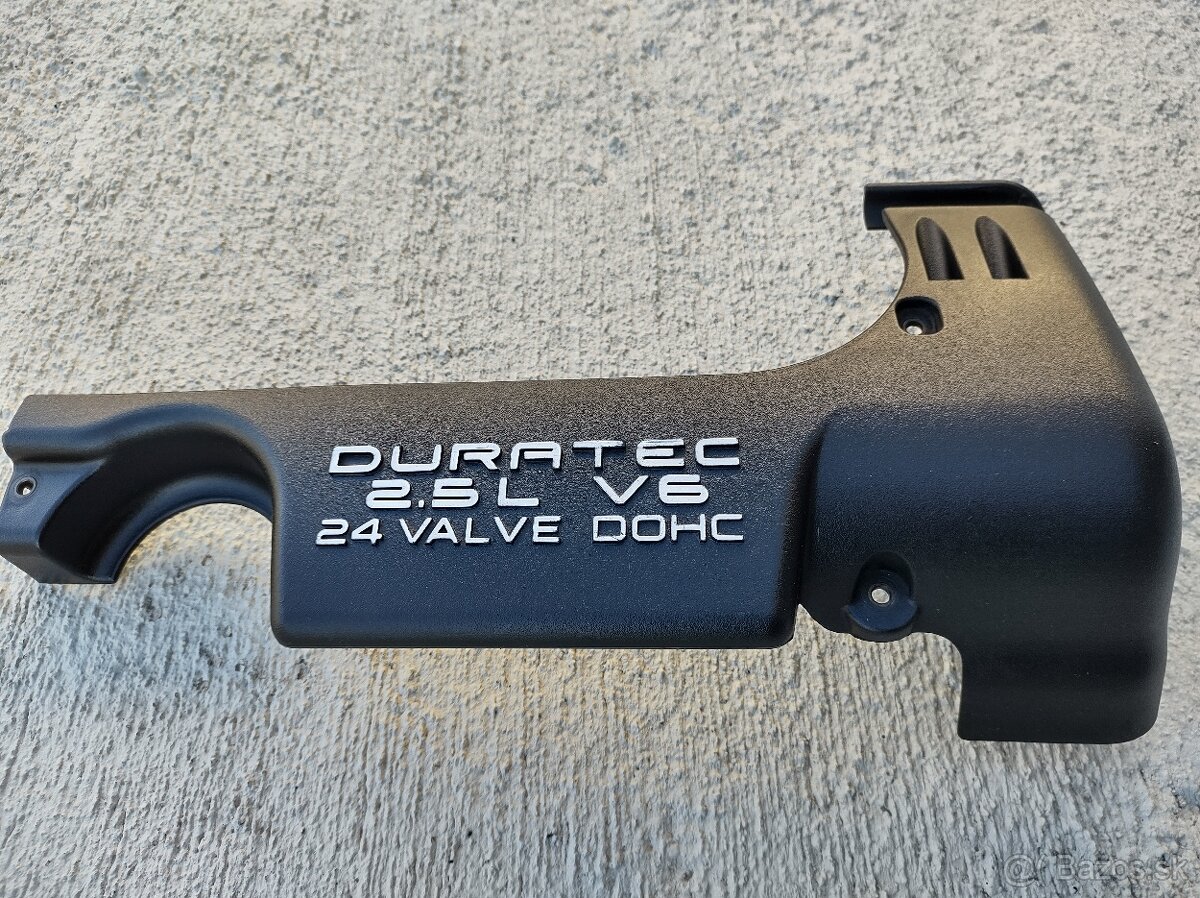 DURATEC
2.5L V6
24 VALVE DOHC
Bazos.sk